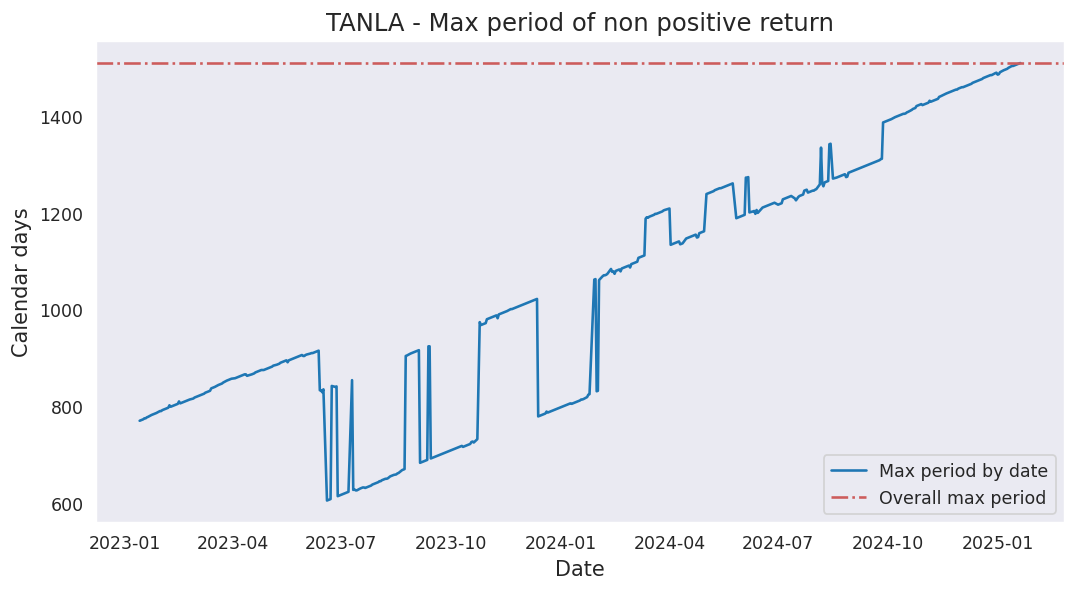 TANLA - Max period of non positive return
Calendar days
1400
1200
1000
800
600
Max period by date
Overall max period
2023-01 2023-04 2023-07 2023-10 2024-01 2024-04 2024-07 2024-10 2025-01
Date